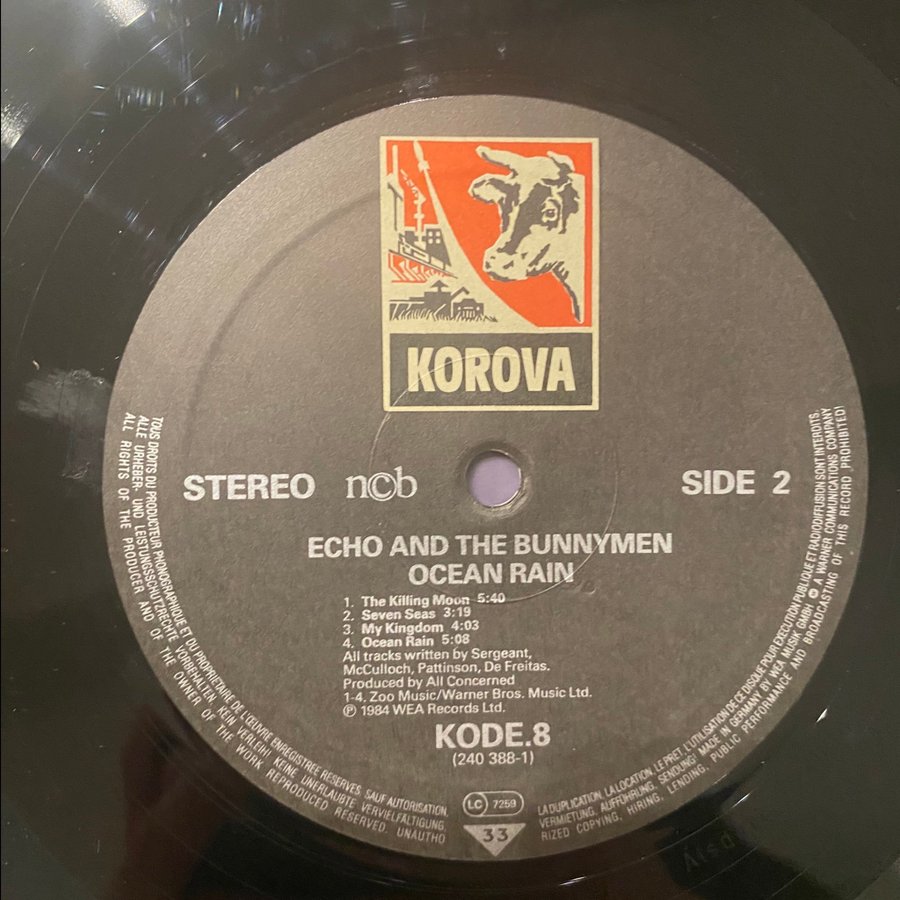 KOROVA
STEREO
ncb
SIDE 2
ECHO AND THE BUNNYMEN
OCEAN RAIN
1. The Killing Moon 5:40
2. Seven Seas 3:19
3. My Kingdom 4:03
4. Ocean Rain 5:08
All tracks written by Sergeant,
McCulloch, Pattinson, De Freitas.
Produced by All Concerned
1-4. Zoo Music/Warner Bros. Music Ltd.
℗ 1984 WEA Records Ltd.
KODE.8
(240 388-1)
LC 7259
33
TOUS DROITS DU PRODUCTEUR PHONOGRAPHIQUE ET DU PROPRIETAIRE DE L'ŒUVRE ENREGISTREE RESERVES. SAUF AUTORISATION,
LA DUPLICATION, LA LOCATION, LE PRET, L'UTILISATION DE CE DISQUE POUR EXECUTION PUBLIQUE ET RADIODIFFUSION SONT INTERDITS.
ALLE URHEBER- UND LEISTUNGSSCHUTZRECHTE VORBEHALTEN. KEIN VERLEIH! KEINE UNERLAUBTE VERVIELFÄLTIGUNG,
VERMIETUNG, AUFFÜHRUNG, SENDUNG! MADE IN GERMANY BY WEA MUSIK GMBH © A WARNER COMMUNICATIONS COMPANY
ALL RIGHTS OF THE PRODUCER AND OF THE OWNER OF THE WORK REPRODUCED RESERVED. UNAUTHO
RIZED COPYING, HIRING, LENDING, PUBLIC PERFORMANCE AND BROADCASTING OF THIS RECORD PROHIBITED!